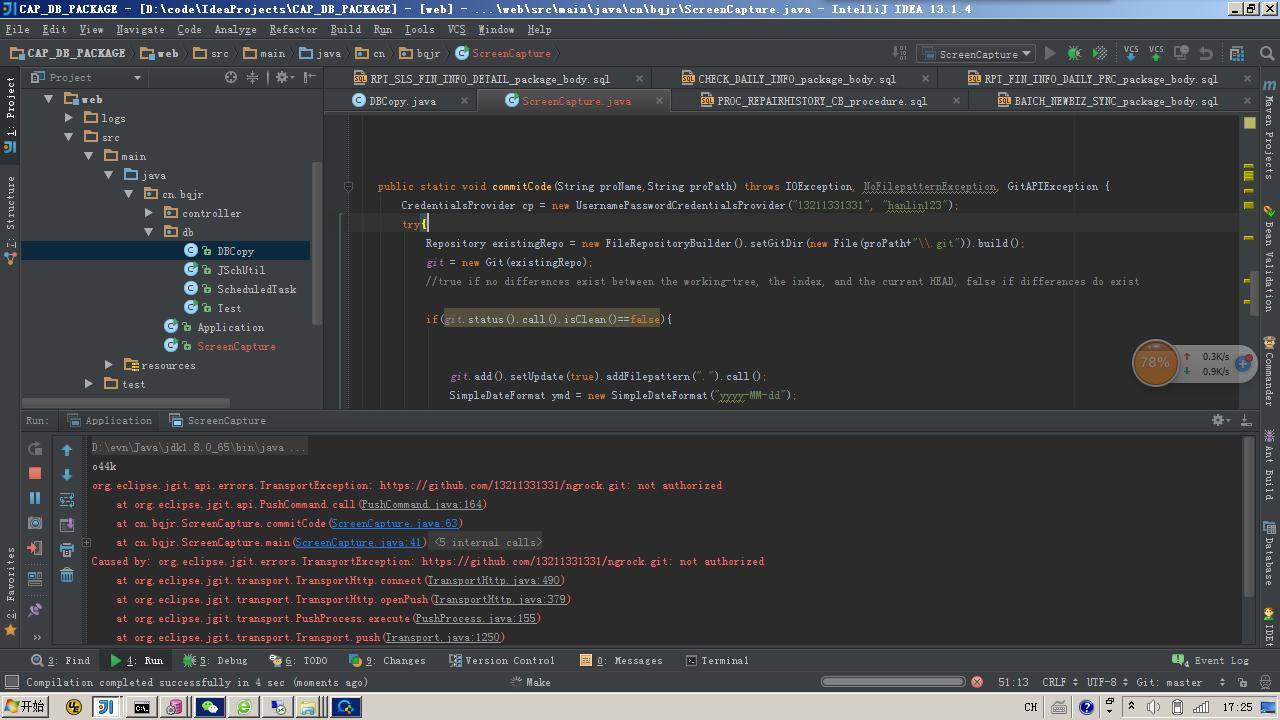 CAP_DB_PACKAGE - [D:\code\IdeaProjects\CAP_DB_PACKAGE] - [web] - ...\web\src\main\java\cn\bqjr\ScreenCapture.java - IntelliJ IDEA 13.1.4
File Edit View Navigate Code Analyze Refactor Build Run Tools VCS Window Help
CAP_DB_PACKAGE web src main java cn bqjr ScreenCapture
ScreenCapture VCS VCS
Project
RPT_SLS_FIN_INFO_DETAIL_package_body.sql CHECK_DAILY_INFO_package_body.sql RPT_FIN_INFO_DAILY_PRC_package_body.sql
DBCopy.java ScreenCapture.java PROC_REPAIRHISTORY_CB_procedure.sql BATCH_NEWBIZ_SYNC_package_body.sql
1: Project
Z: Structure
2: Favorites
web
logs
src
main
java
cn.bqjr
controller
db
DBCopy
JSchUtil
ScheduledTask
Test
Application
ScreenCapture
resources
test
public static void commitCode(String proName,String proPath) throws IOException, NoFilepatternException, GitAPIException {
CredentialsProvider cp = new UsernamePasswordCredentialsProvider("13211331331", "hanlin123");
try{
Repository existingRepo = new FileRepositoryBuilder().setGitDir(new File(proPath+"\\.git")).build();
git = new Git(existingRepo);
//true if no differences exist between the working-tree, the index, and the current HEAD, false if differences do exist
if(git.status().call().isClean()==false){
git.add().setUpdate(true).addFilepattern(".").call();
SimpleDateFormat ymd = new SimpleDateFormat("yyyy-MM-dd");
78% 0.3K/s
0.9K/s
Maven Projects
Bean Validation
Commander
Ant Build
Database
IDET
Run: Application ScreenCapture
D:\evn\Java\jdk1.8.0_65\bin\java ...
o44k
org.eclipse.jgit.api.errors.TransportException: https://github.com/13211331331/ngrock.git: not authorized
at org.eclipse.jgit.api.PushCommand.call(PushCommand.java:164)
at cn.bqjr.ScreenCapture.commitCode(ScreenCapture.java:63)
at cn.bqjr.ScreenCapture.main(ScreenCapture.java:41) <5 internal calls>
Caused by: org.eclipse.jgit.errors.TransportException: https://github.com/13211331331/ngrock.git: not authorized
at org.eclipse.jgit.transport.TransportHttp.connect(TransportHttp.java:490)
at org.eclipse.jgit.transport.TransportHttp.openPush(TransportHttp.java:379)
at org.eclipse.jgit.transport.PushProcess.execute(PushProcess.java:155)
at org.eclipse.jgit.transport.Transport.push(Transport.java:1250)
3: Find 4: Run 5: Debug 6: TODO 9: Changes Version Control 0: Messages Terminal 4 Event Log
Compilation completed successfully in 4 sec (moments ago) Make 51:13 CRLF UTF-8 Git: master
开始 CH 17:25